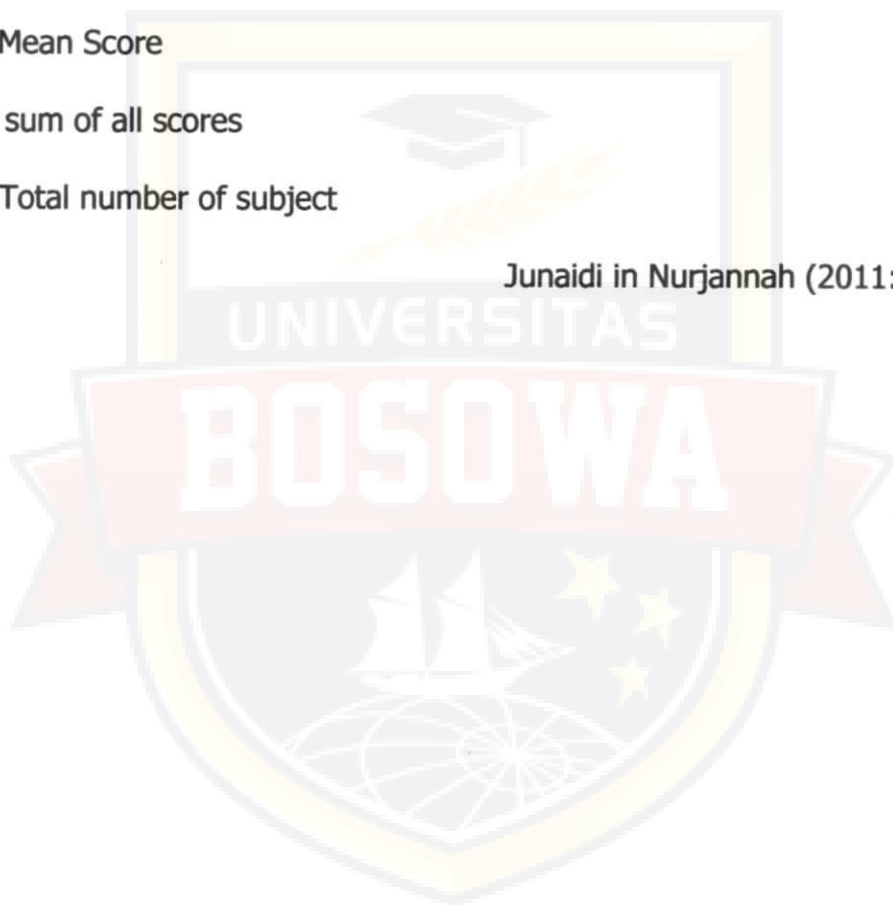 Mean Score
sum of all scores
Total number of subject
Junaidi in Nurjannah (2011:
UNIVERSITAS
BOSOWA